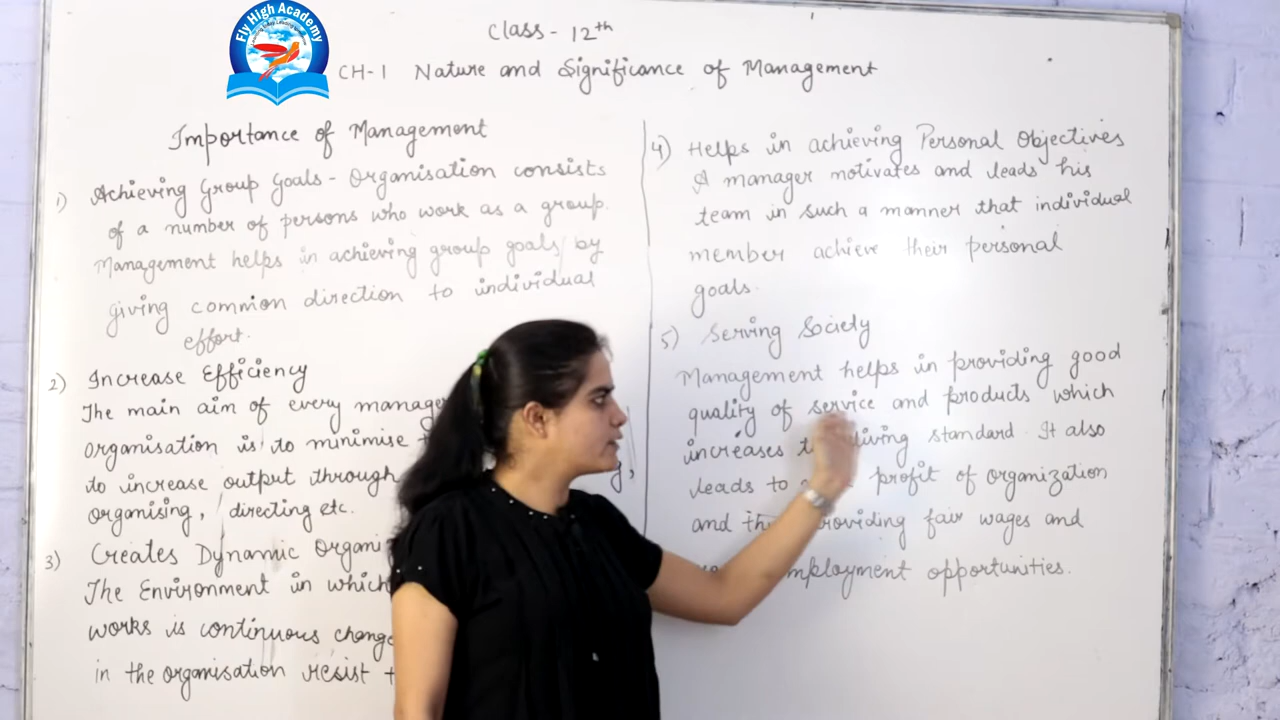 Fly High Academy
Class - 12th
CH-1 Nature and Significance of Management
Importance of Management
1) Achieving Group Goals - Organisation consists
of a number of persons who work as a group.
Management helps in achieving group goals by
giving common direction to individual
effort.
2) Increase Efficiency
The main aim of every manager
organisation is to minimise
to increase output through
organising, directing etc.
3) Creates Dynamic
The Environment in which
works is continuous
in the organisation resist
4) Helps in achieving Personal Objectives
A manager motivates and leads his
team in such a manner that individual
member achieve their personal
goals.
5) Serving Society
Management helps in providing good
quality of service and products which
increases living standard. It also
leads to profit of organization
and providing fair wages and
employment opportunities.